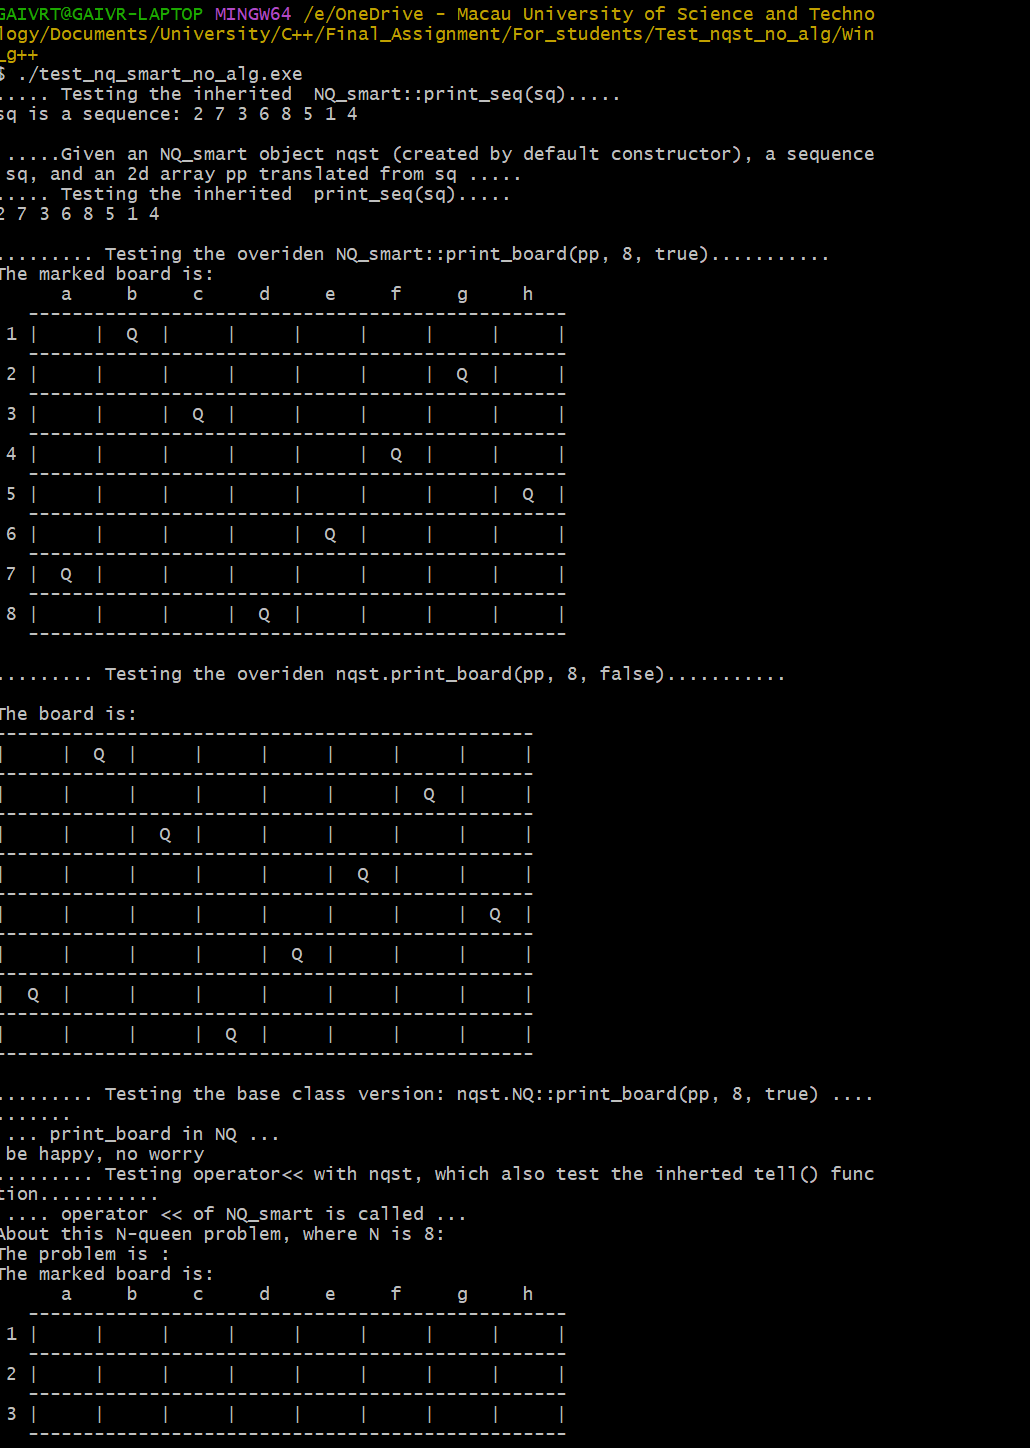 GAIVRT@GAIVR-LAPTOP MINGW64 /e/OneDrive - Macau University of Science and Techno
logy/Documents/University/C++/Final_Assignment/For_students/Test_nqst_no_alg/Win
_g++
$ ./test_nq_smart_no_alg.exe
..... Testing the inherited  NQ_smart::print_seq(sq).....
sq is a sequence: 2 7 3 6 8 5 1 4
.....Given an NQ_smart object nqst (created by default constructor), a sequence
sq, and an 2d array pp translated from sq .....
..... Testing the inherited  print_seq(sq).....
2 7 3 6 8 5 1 4
......... Testing the overiden NQ_smart::print_board(pp, 8, true)...........
The marked board is:
      a     b     c     d     e     f     g     h
   -------------------------------------------------
 1 |     |  Q  |     |     |     |     |     |     |
   -------------------------------------------------
 2 |     |     |     |     |     |     |  Q  |     |
   -------------------------------------------------
 3 |     |     |  Q  |     |     |     |     |     |
   -------------------------------------------------
 4 |     |     |     |     |     |  Q  |     |     |
   -------------------------------------------------
 5 |     |     |     |     |     |     |     |  Q  |
   -------------------------------------------------
 6 |     |     |     |     |  Q  |     |     |     |
   -------------------------------------------------
 7 |  Q  |     |     |     |     |     |     |     |
   -------------------------------------------------
 8 |     |     |     |  Q  |     |     |     |     |
   -------------------------------------------------
......... Testing the overiden nqst.print_board(pp, 8, false)...........
The board is:
-------------------------------------------------
|     |  Q  |     |     |     |     |     |     |
-------------------------------------------------
|     |     |     |     |     |     |  Q  |     |
-------------------------------------------------
|     |     |  Q  |     |     |     |     |     |
-------------------------------------------------
|     |     |     |     |     |  Q  |     |     |
-------------------------------------------------
|     |     |     |     |     |     |     |  Q  |
-------------------------------------------------
|     |     |     |     |  Q  |     |     |     |
-------------------------------------------------
|  Q  |     |     |     |     |     |     |     |
-------------------------------------------------
|     |     |     |  Q  |     |     |     |     |
-------------------------------------------------
......... Testing the base class version: nqst.NQ::print_board(pp, 8, true) ....
.......
 ... print_board in NQ ...
 be happy, no worry
......... Testing operator<< with nqst, which also test the inherted tell() func
tion...........
 .... operator << of NQ_smart is called ...
About this N-queen problem, where N is 8:
The problem is :
The marked board is:
      a     b     c     d     e     f     g     h
   -------------------------------------------------
 1 |     |     |     |     |     |     |     |     |
   -------------------------------------------------
 2 |     |     |     |     |     |     |     |     |
   -------------------------------------------------
 3 |     |     |     |     |     |     |     |     |
   -------------------------------------------------